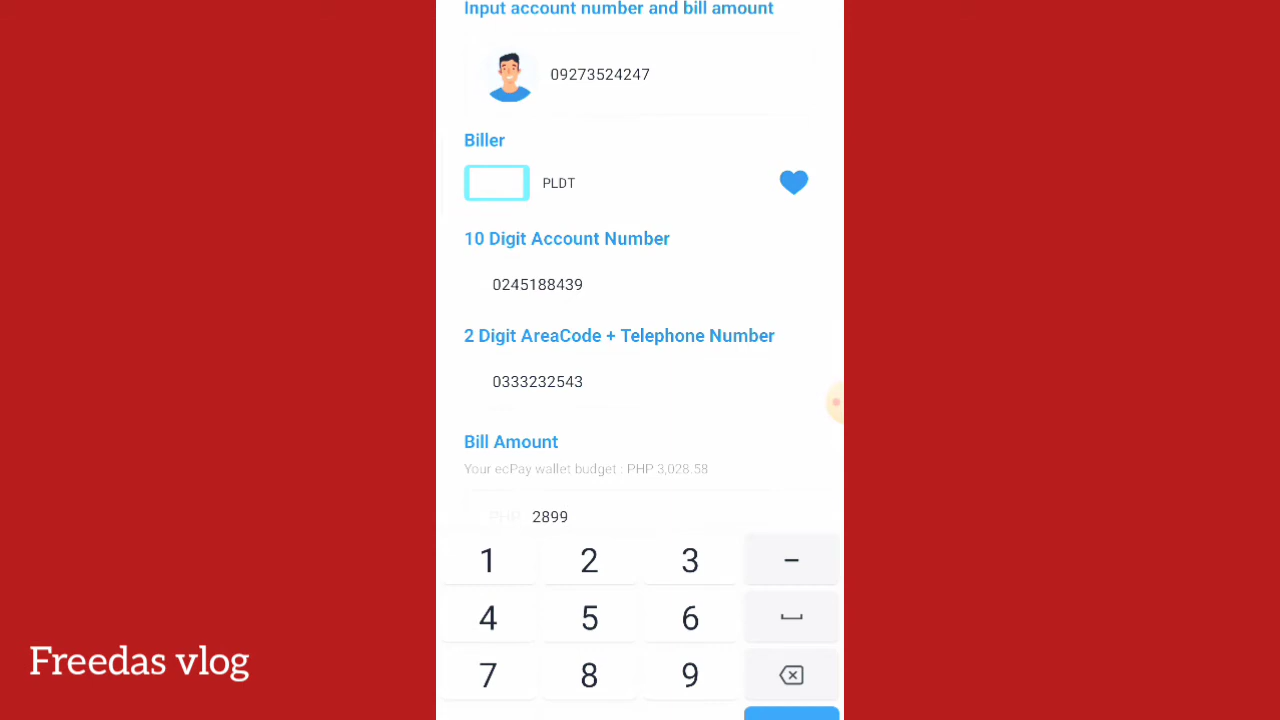 Input account number and bill amount
09273524247
Biller
PLDT
10 Digit Account Number
0245188439
2 Digit AreaCode + Telephone Number
0333232543
Bill Amount
Your ecPay wallet budget : PHP 3,028.58
PHP 2899
1 2 3 −
4 5 6
7 8 9
Freedas vlog